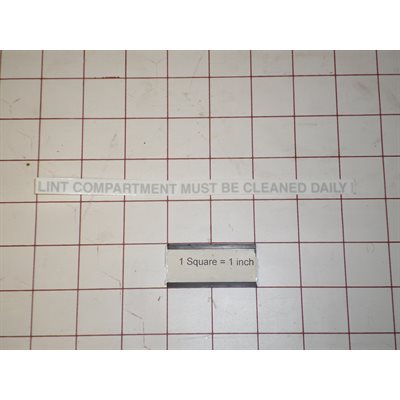 LINT COMPARTMENT MUST BE CLEANED DAILY !
1 Square = 1 inch